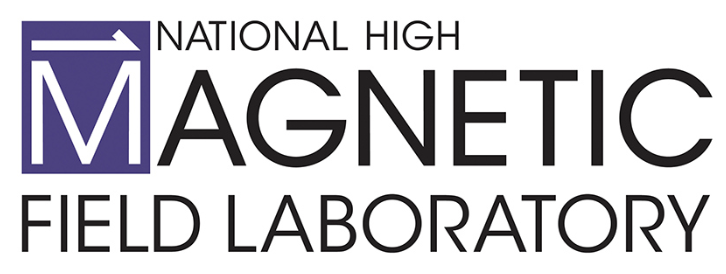 NATIONAL HIGH
MAGNETIC
FIELD LABORATORY